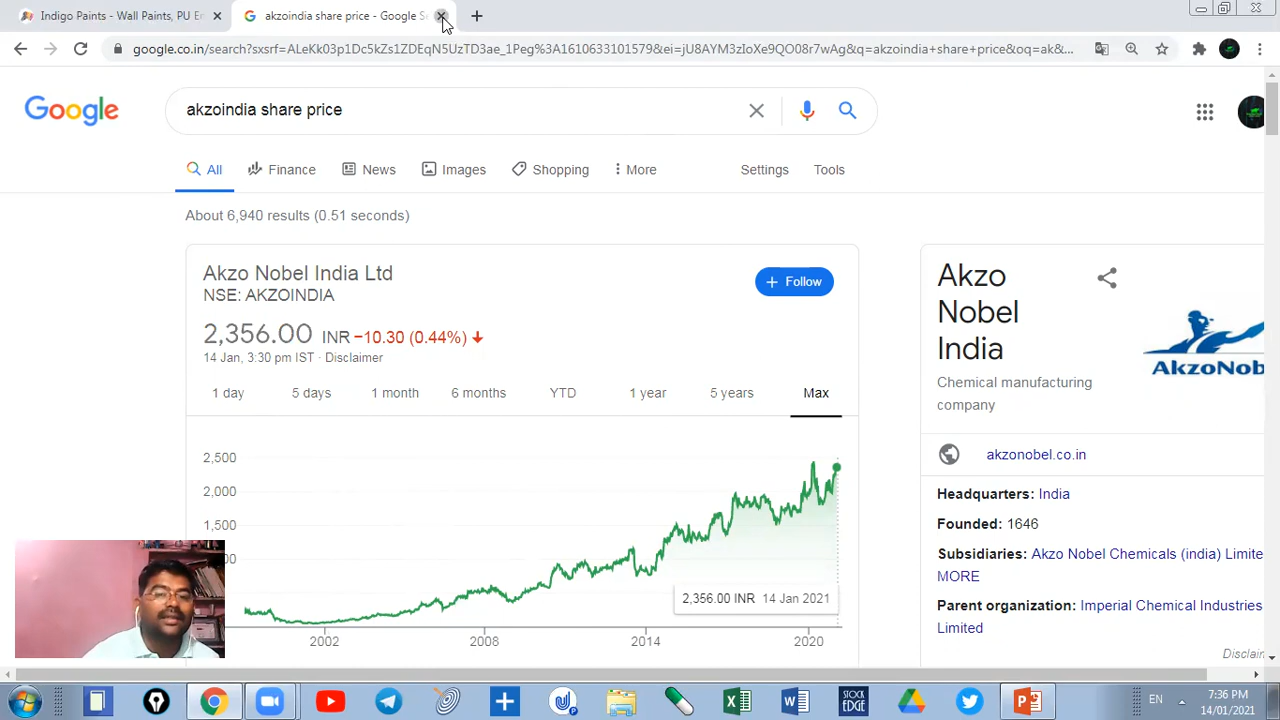 Indigo Paints - Wall Paints, PU E
akzoindia share price - Google S
google.co.in/search?sxsrf=ALeKk03p1Dc5kZs1ZDEqN5UzTD3ae_1Peg%3A1610633101579&ei=jU8AYM3zIoXe9QO08r7wAg&q=akzoindia+share+price&oq=ak&...
Google
akzoindia share price
All
Finance
News
Images
Shopping
More
Settings
Tools
About 6,940 results (0.51 seconds)
Akzo Nobel India Ltd
NSE: AKZOINDIA
+ Follow
2,356.00 INR −10.30 (0.44%)
14 Jan, 3:30 pm IST · Disclaimer
1 day 5 days 1 month 6 months YTD 1 year 5 years Max
2,500
2,000
1,500
2,356.00 INR 14 Jan 2021
2002 2008 2014 2020
Akzo
Nobel
India
AkzoNob
Chemical manufacturing
company
akzonobel.co.in
Headquarters: India
Founded: 1646
Subsidiaries: Akzo Nobel Chemicals (india) Limite
MORE
Parent organization: Imperial Chemical Industries
Limited
Disclain
STOCK
EDGE
EN
7:36 PM
14/01/2021